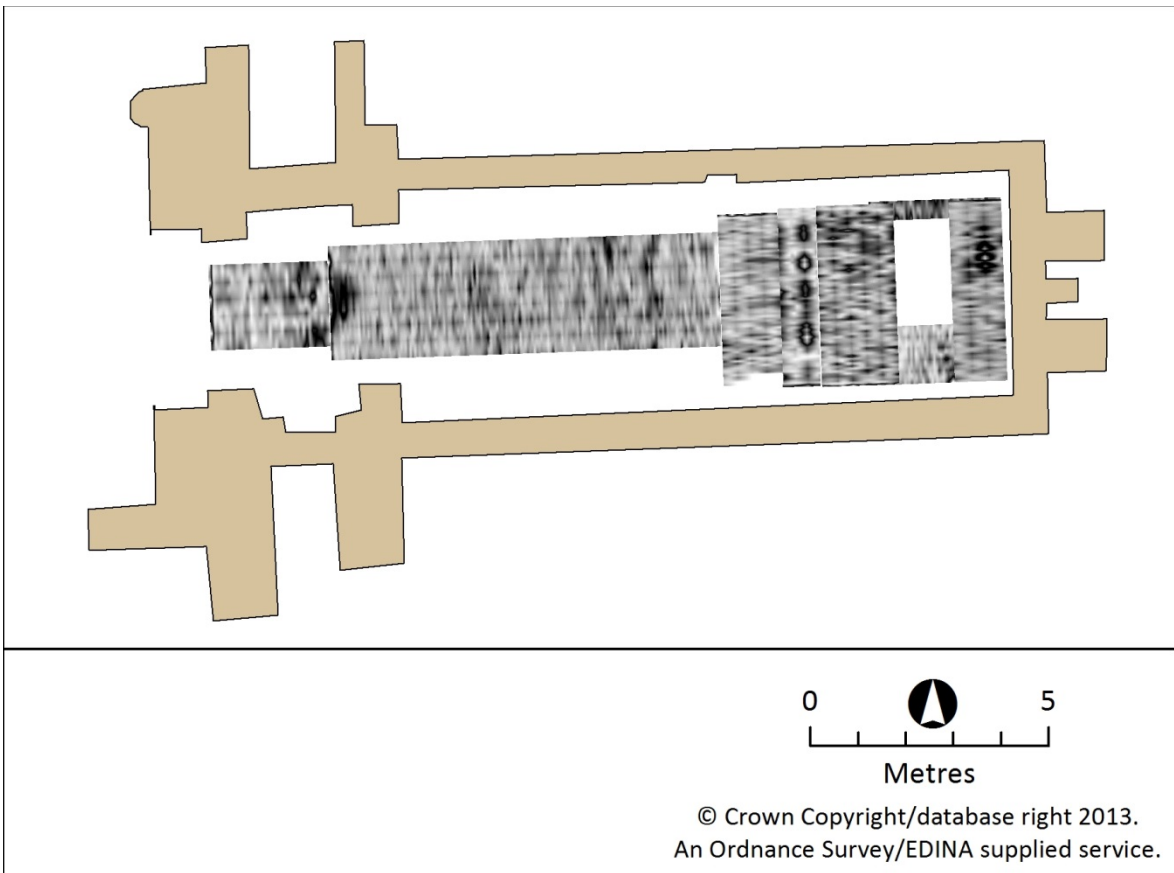 0 5
Metres
© Crown Copyright/database right 2013.
An Ordnance Survey/EDINA supplied service.